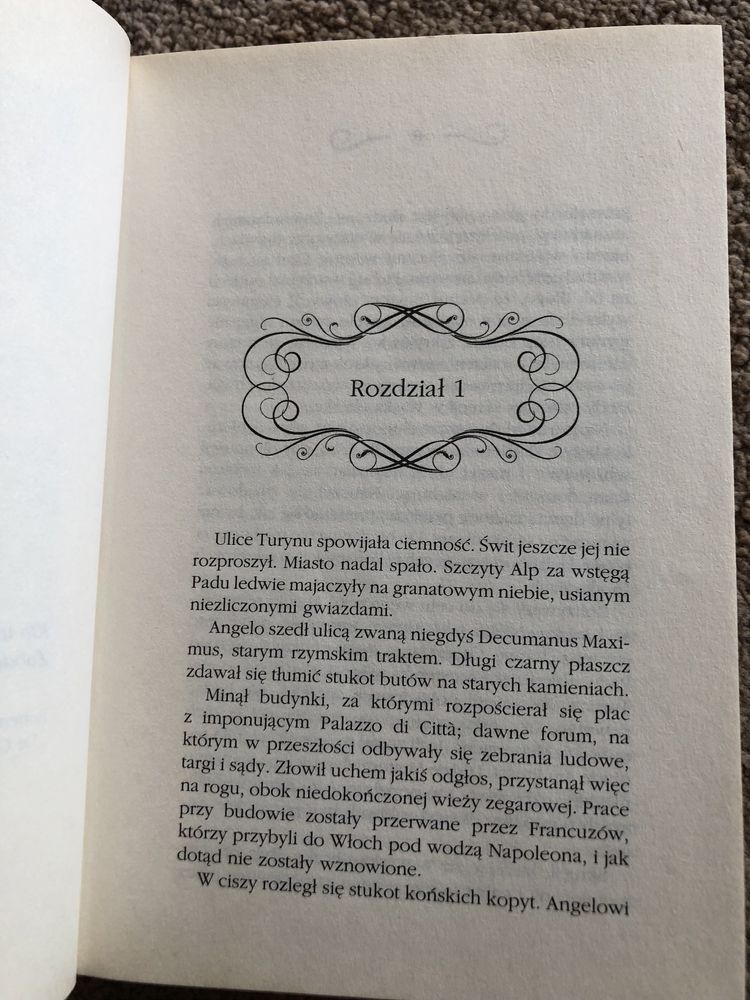 Rozdział 1
Ulice Turynu spowijała ciemność. Świt jeszcze jej nie
rozproszył. Miasto nadal spało. Szczyty Alp za wstęgą
Padu ledwie majaczyły na granatowym niebie, usianym
niezliczonymi gwiazdami.
Angelo szedł ulicą zwaną niegdyś Decumanus Maxi-
mus, starym rzymskim traktem. Długi czarny płaszcz
zdawał się tłumić stukot butów na starych kamieniach.
Minął budynki, za którymi rozpościerał się plac
z imponującym Palazzo di Città; dawne forum, na
którym w przeszłości odbywały się zebrania ludowe,
targi i sądy. Złowił uchem jakiś odgłos, przystanął więc
na rogu, obok niedokończonej wieży zegarowej. Prace
przy budowie zostały przerwane przez Francuzów,
którzy przybyli do Włoch pod wodzą Napoleona, i jak
dotąd nie zostały wznowione.
W ciszy rozległ się stukot końskich kopyt. Angelowi